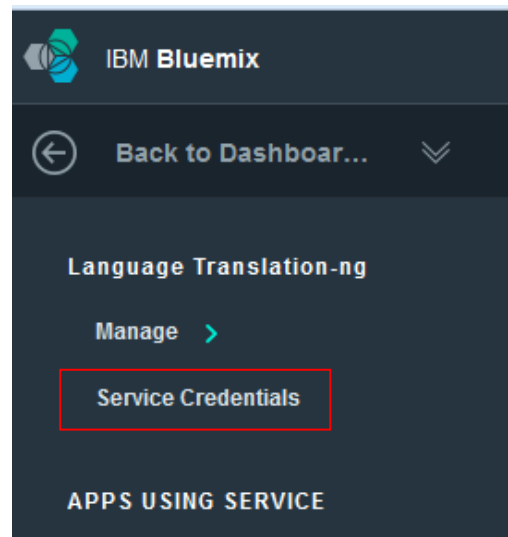 IBM Bluemix
Back to Dashboar...
Language Translation-ng
Manage >
Service Credentials
APPS USING SERVICE